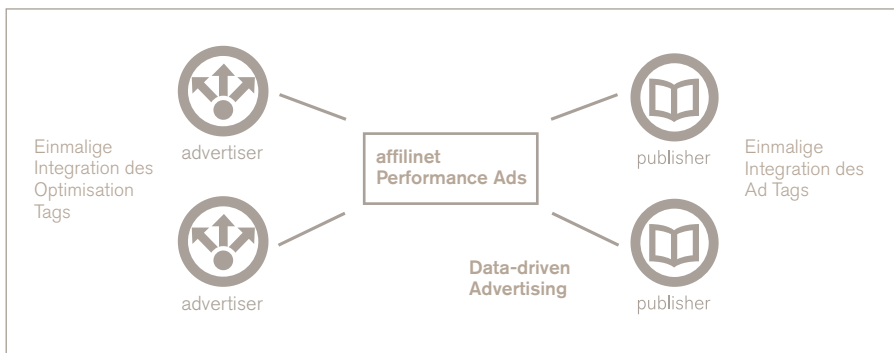 Einmalige
Integration des
Optimisation
Tags
advertiser
advertiser
affilinet
Performance Ads
Data-driven
Advertising
publisher
publisher
Einmalige
Integration des
Ad Tags